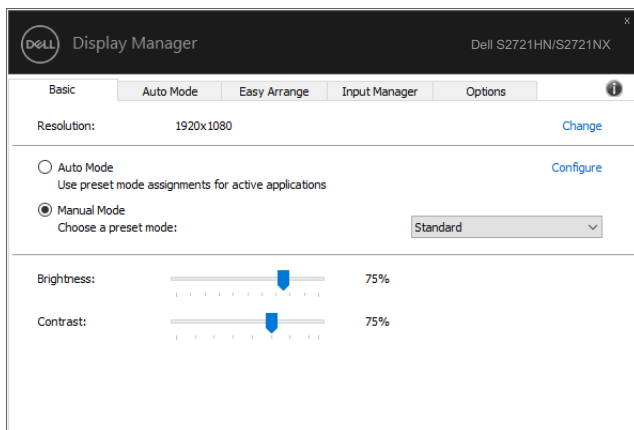 x
DELL Display Manager Dell S2721HN/S2721NX
Basic Auto Mode Easy Arrange Input Manager Options i
Resolution: 1920x1080 Change
Auto Mode Configure
Use preset mode assignments for active applications
Manual Mode
Choose a preset mode: Standard
Brightness: 75%
Contrast: 75%